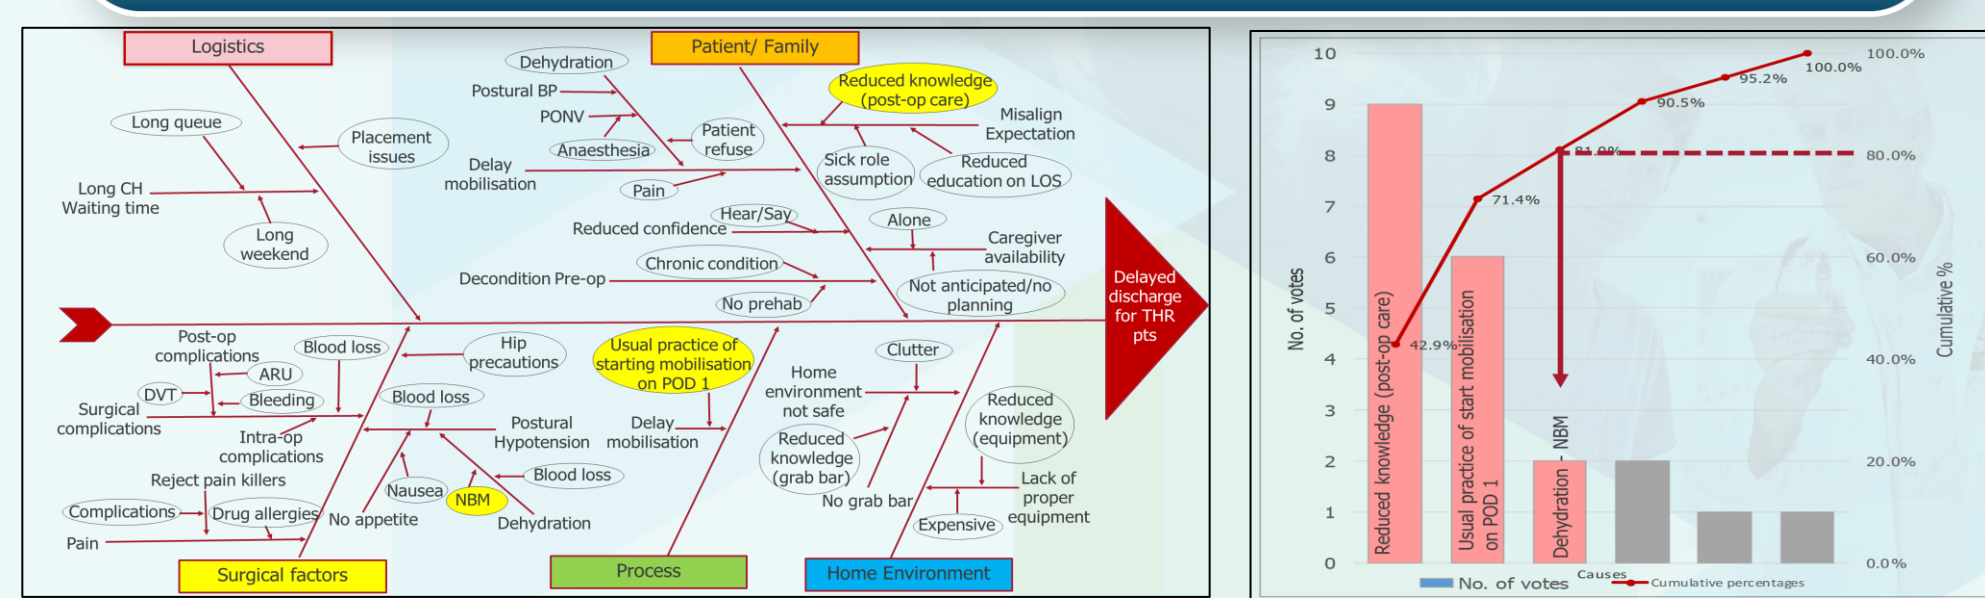 Logistics
Long queue
Placement
issues
Long CH
Waiting time
Long
weekend
Patient/ Family
Dehydration
Postural BP
PONV
Anaesthesia
Patient
refuse
Delay
mobilisation
Pain
Reduced knowledge
(post-op care)
Misalign
Expectation
Sick role
assumption
Reduced
education on LOS
Hear/Say
Reduced confidence
Alone
Caregiver
availability
Chronic condition
Decondition Pre-op
No prehab
Not anticipated/no
planning
Delayed
discharge
for THR
pts
Post-op
complications
ARU
DVT
Bleeding
Blood loss
Surgical
complications
Intra-op
complications
Hip
precautions
Blood loss
Postural
Hypotension
Reject pain killers
Complications
Drug allergies
Pain
Nausea
No appetite
NBM
Blood loss
Dehydration
Surgical factors
Usual practice of
starting mobilisation
on POD 1
Delay
mobilisation
Process
Clutter
Home
environment
not safe
Reduced
knowledge
(grab bar)
No grab bar
Reduced
knowledge
(equipment)
Lack of
proper
equipment
Expensive
Home Environment
10
9
8
7
6
5
4
3
2
1
0
No. of votes
Reduced knowledge (post-op care)
Usual practice of start mobilisation
on POD 1
Dehydration - NBM
42.9%
71.4%
81.0%
90.5%
95.2%
100.0%
100.0%
80.0%
60.0%
40.0%
20.0%
0.0%
Cumulative %
Causes
No. of votes
Cumulative percentages